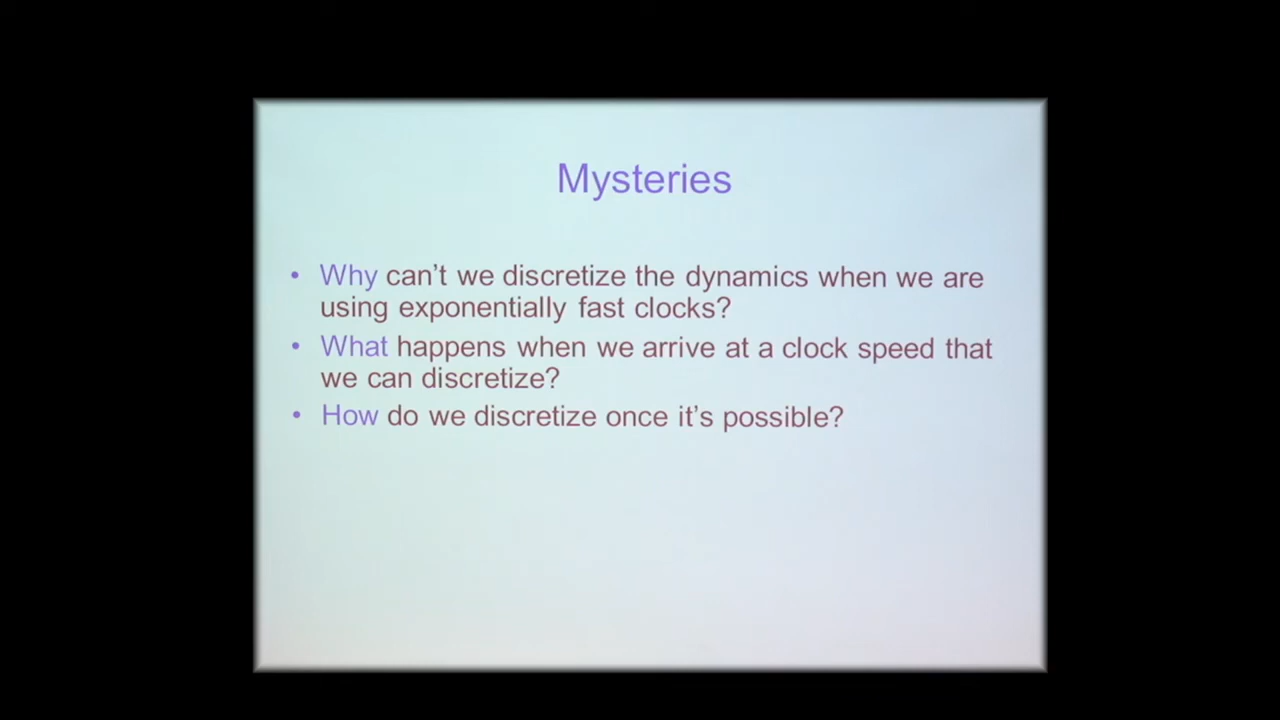 Mysteries
• Why can't we discretize the dynamics when we are
using exponentially fast clocks?
• What happens when we arrive at a clock speed that
we can discretize?
• How do we discretize once it's possible?